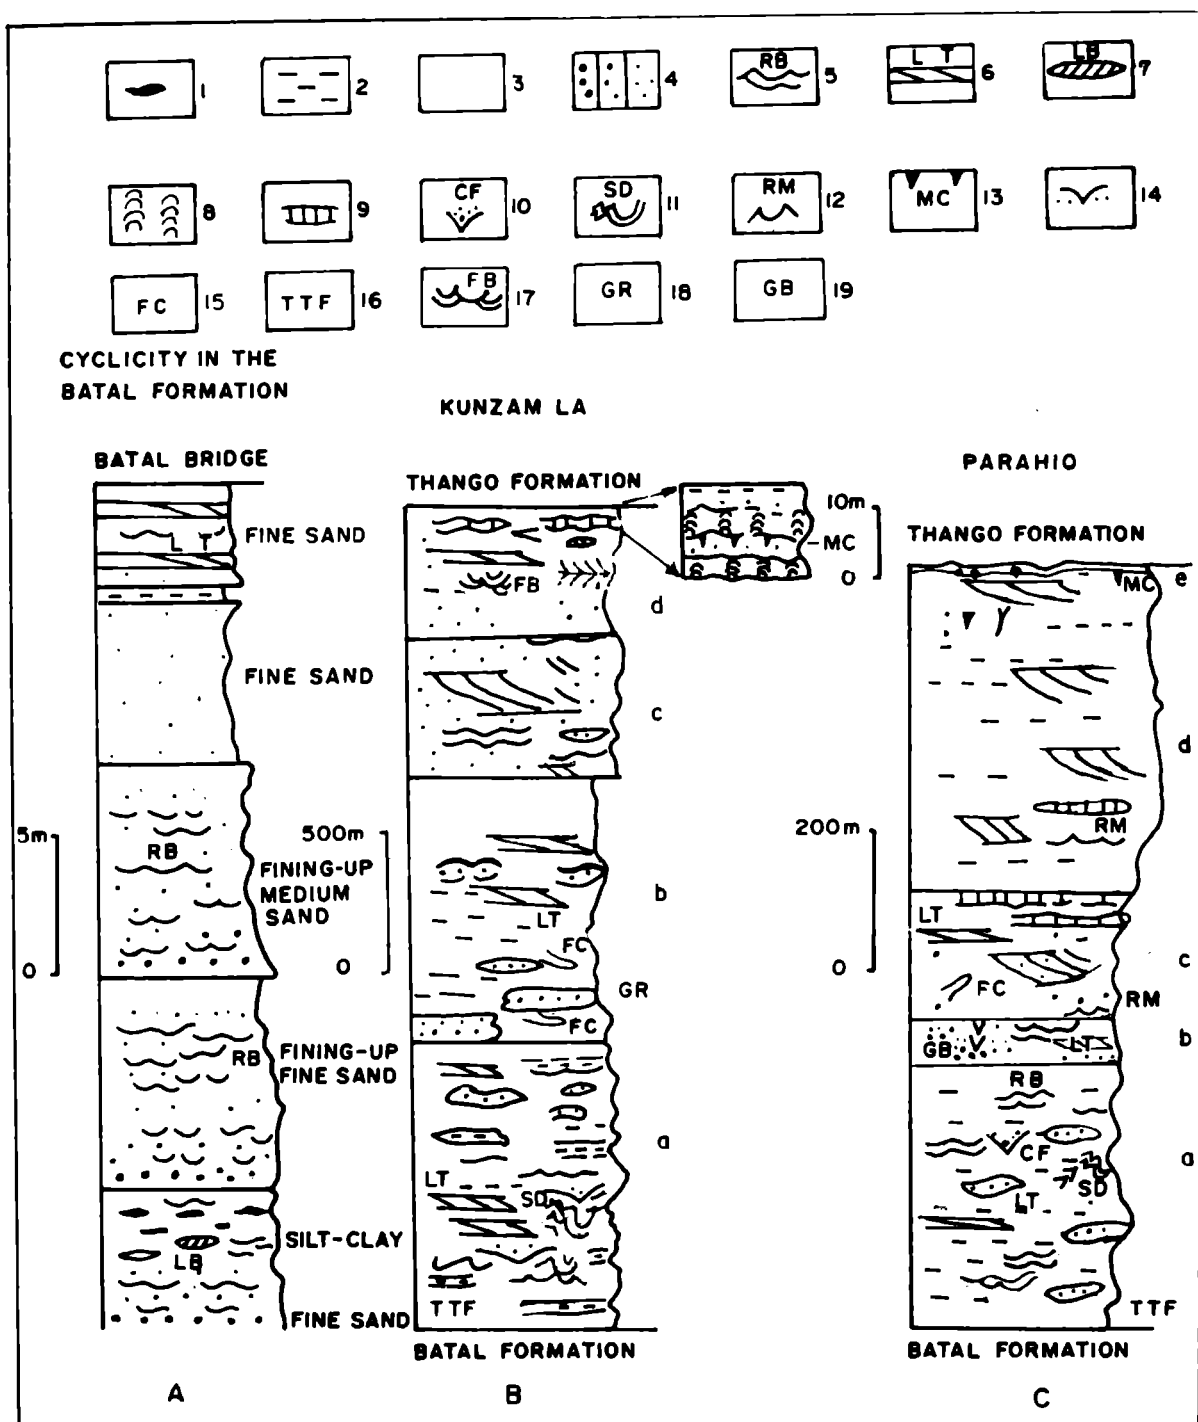 1
2
3
4
RB 5
L T 6
LB 7
8
9
CF 10
SD 11
RM 12
MC 13
14
FC 15
TTF 16
FB 17
GR 18
GB 19
CYCLICITY IN THE
BATAL FORMATION
KUNZAM LA
BATAL BRIDGE
PARAHIO
THANGO FORMATION
10m
MC
0
FINE SAND
L T
FB
d
THANGO FORMATION
MC
e
FINE SAND
c
d
5m
0
RB
FINING-UP
MEDIUM
SAND
500m
0
b
LT
FC
GR
FC
200m
0
RM
LT
c
FC
RM
GB
LT
b
RB
FINING-UP
FINE SAND
a
LT
SD
TTF
RB
CF
a
SD
LT
TTF
SILT-CLAY
LB
FINE SAND
BATAL FORMATION
BATAL FORMATION
A
B
C